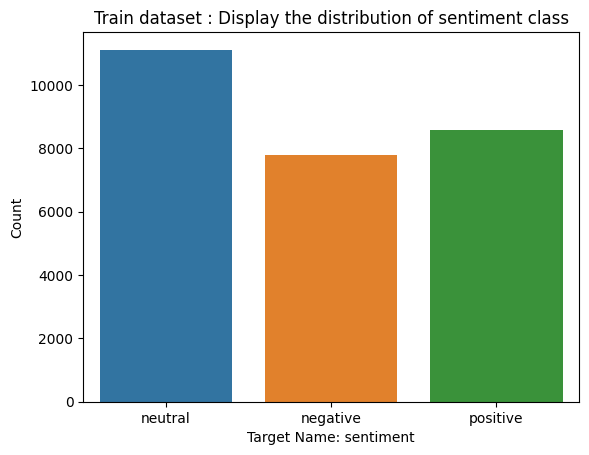 Train dataset : Display the distribution of sentiment class
Count
10000
8000
6000
4000
2000
0
neutral negative positive
Target Name: sentiment